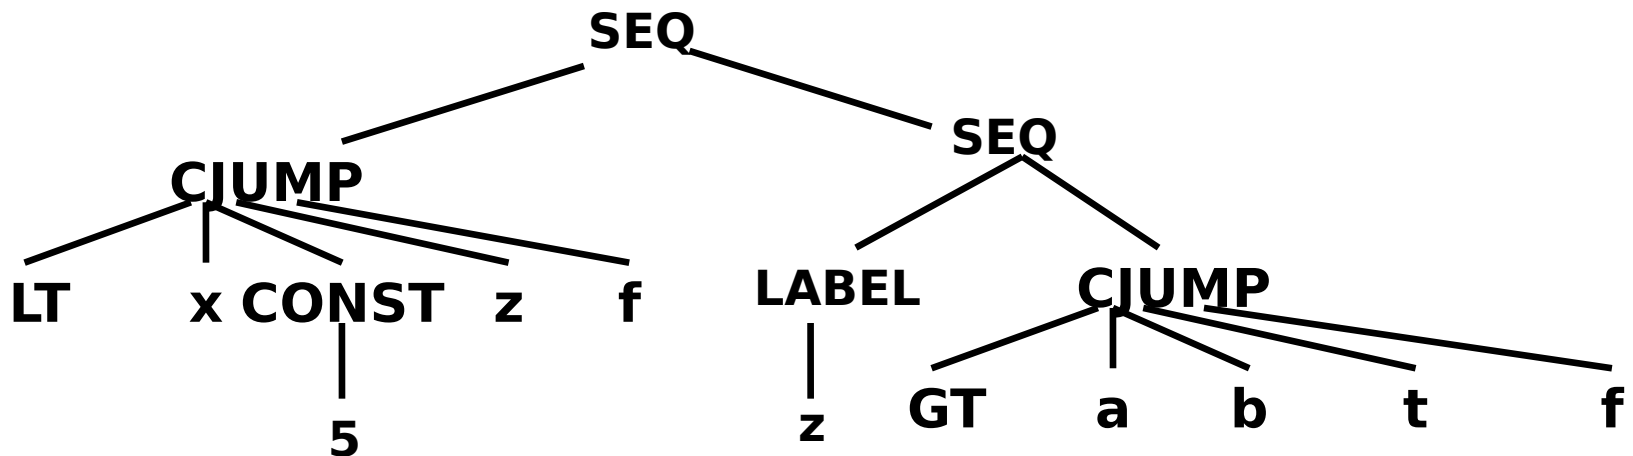 SEQ
SEQ
CJUMP
LT x CONST z f
LABEL
CJUMP
GT a b t f
5
z